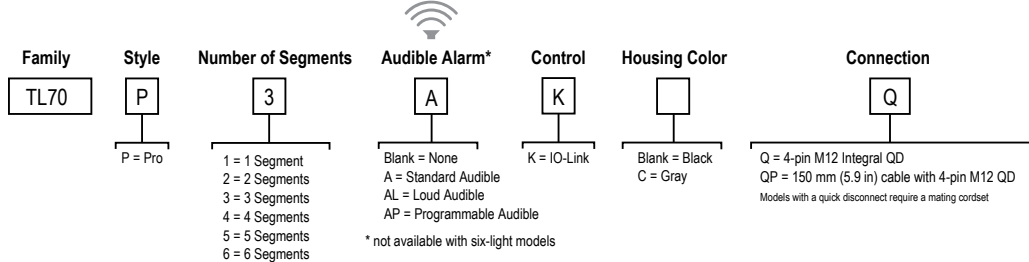 Family Style Number of Segments Audible Alarm* Control Housing Color Connection
TL70 P 3 A K Q
P = Pro
1 = 1 Segment
2 = 2 Segments
3 = 3 Segments
4 = 4 Segments
5 = 5 Segments
6 = 6 Segments
Blank = None
A = Standard Audible
AL = Loud Audible
AP = Programmable Audible
* not available with six-light models
K = IO-Link
Blank = Black
C = Gray
Q = 4-pin M12 Integral QD
QP = 150 mm (5.9 in) cable with 4-pin M12 QD
Models with a quick disconnect require a mating cordset